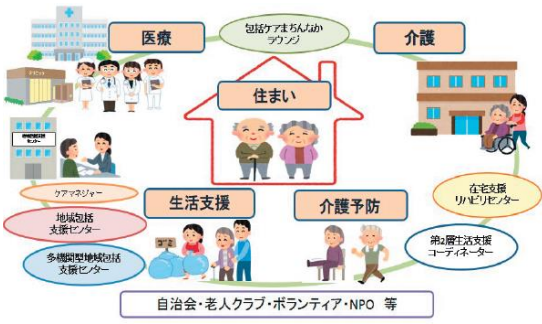 医療
包括ケアまちんなか
ラウンジ
介護
住まい
ケアマネジャー
地域包括
支援センター
多機関型地域包括
支援センター
生活支援
介護予防
在宅支援
リハビリセンター
第2層生活支援
コーディネーター
自治会・老人クラブ・ボランティア・NPO 等